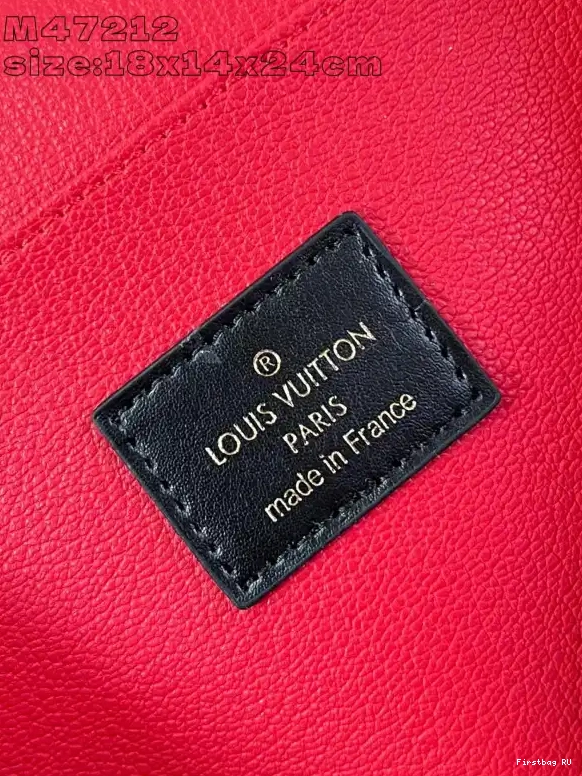 M47212
size:18x14x24cm
®
LOUIS VUITTON
PARIS
made in France
Firstbag RU